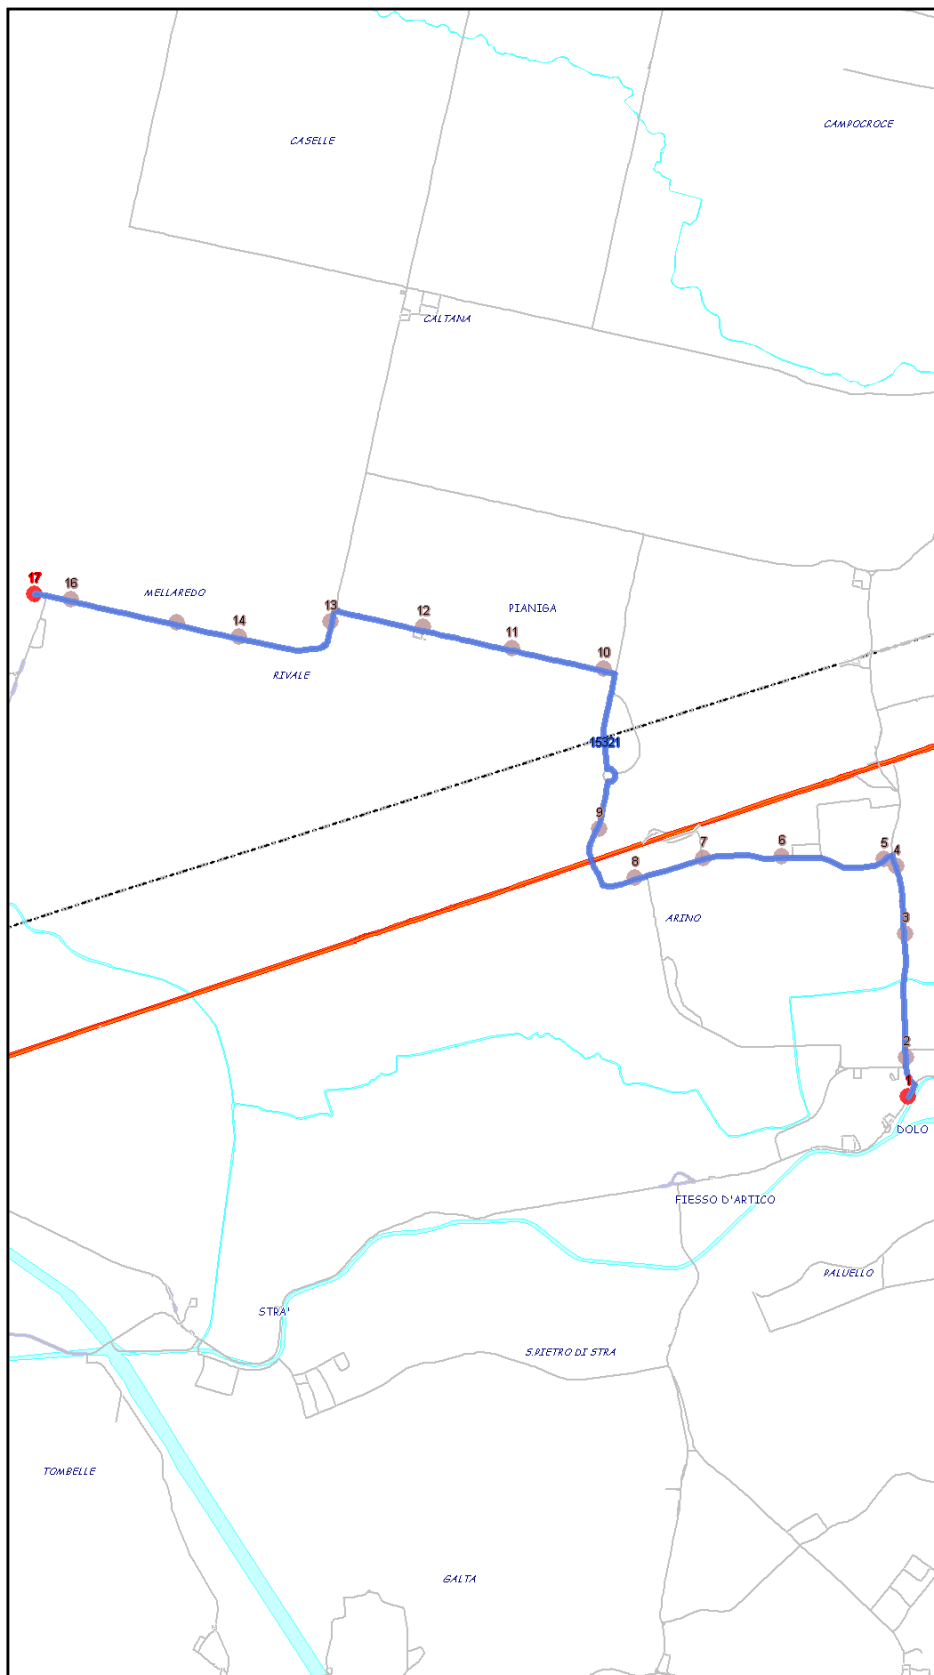 CAMPOCROCE
CASELLE
CALTANA
17
16
MELLAREDO
13
12
PIANIGA
14
11
10
RIVALE
15321
9
8
7
6
5
4
ARINO
3
2
1
DOLO
FIESSO D'ARTICO
PALUELLO
STRA'
S.PIETRO DI STRA
TOMBELLE
GALTA